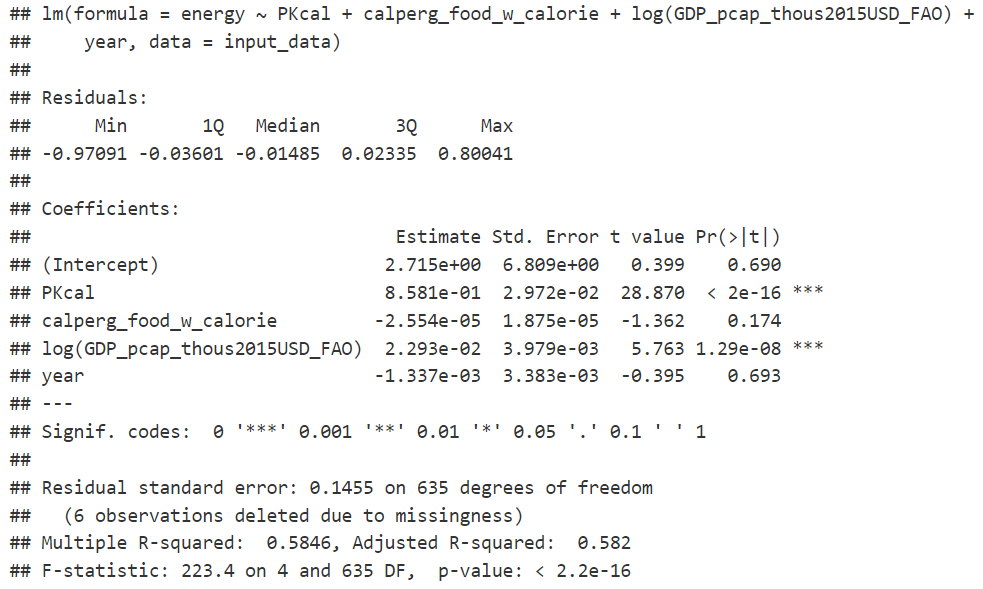 ## lm(formula = energy ~ PKcal + calperg_food_w_calorie + log(GDP_pcap_thous2015USD_FAO) +
##     year, data = input_data)
##
## Residuals:
##      Min       1Q   Median       3Q      Max
## -0.97091 -0.03601 -0.01485  0.02335  0.80041
##
## Coefficients:
##                                  Estimate Std. Error t value Pr(>|t|)
## (Intercept)                     2.715e+00  6.809e+00   0.399    0.690
## PKcal                           8.581e-01  2.972e-02  28.870  < 2e-16 ***
## calperg_food_w_calorie         -2.554e-05  1.875e-05  -1.362    0.174
## log(GDP_pcap_thous2015USD_FAO)  2.293e-02  3.979e-03   5.763 1.29e-08 ***
## year                           -1.337e-03  3.383e-03  -0.395    0.693
## ---
## Signif. codes:  0 '***' 0.001 '**' 0.01 '*' 0.05 '.' 0.1 ' ' 1
##
## Residual standard error: 0.1455 on 635 degrees of freedom
##   (6 observations deleted due to missingness)
## Multiple R-squared:  0.5846, Adjusted R-squared:  0.582
## F-statistic: 223.4 on 4 and 635 DF,  p-value: < 2.2e-16